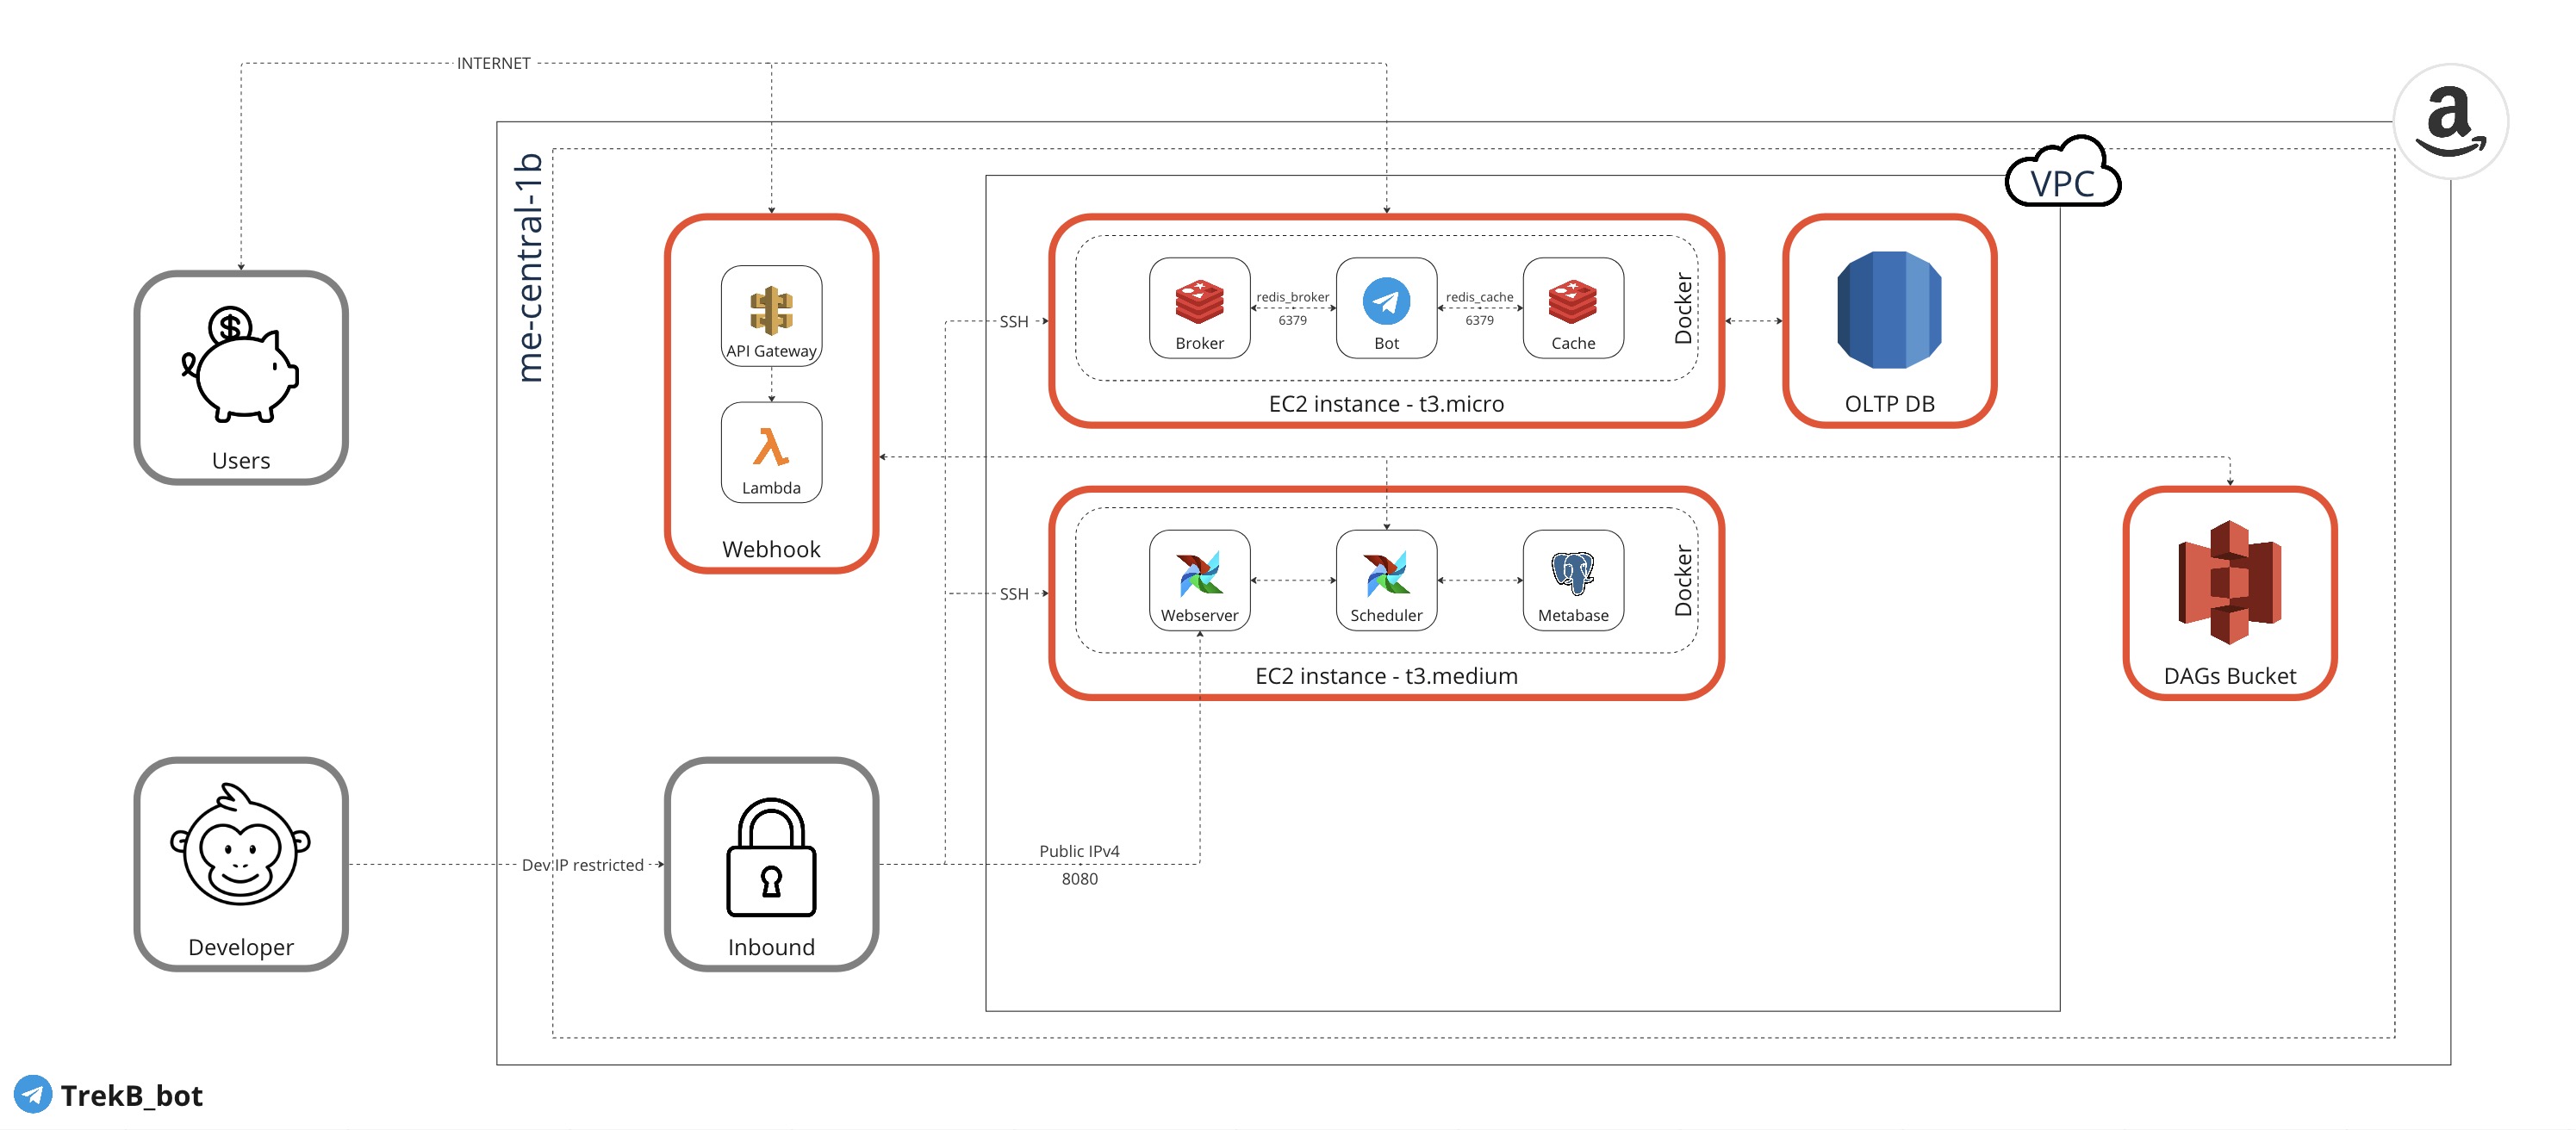 INTERNET
a
me-central-1b
VPC
API Gateway
Lambda
Webhook
SSH
Broker
redis_broker
6379
Bot
redis_cache
6379
Cache
Docker
EC2 instance - t3.micro
OLTP DB
Users
SSH
Webserver
Scheduler
Metabase
Docker
EC2 instance - t3.medium
DAGs Bucket
Developer
Dev IP restricted
Inbound
Public IPv4
8080
TrekB_bot